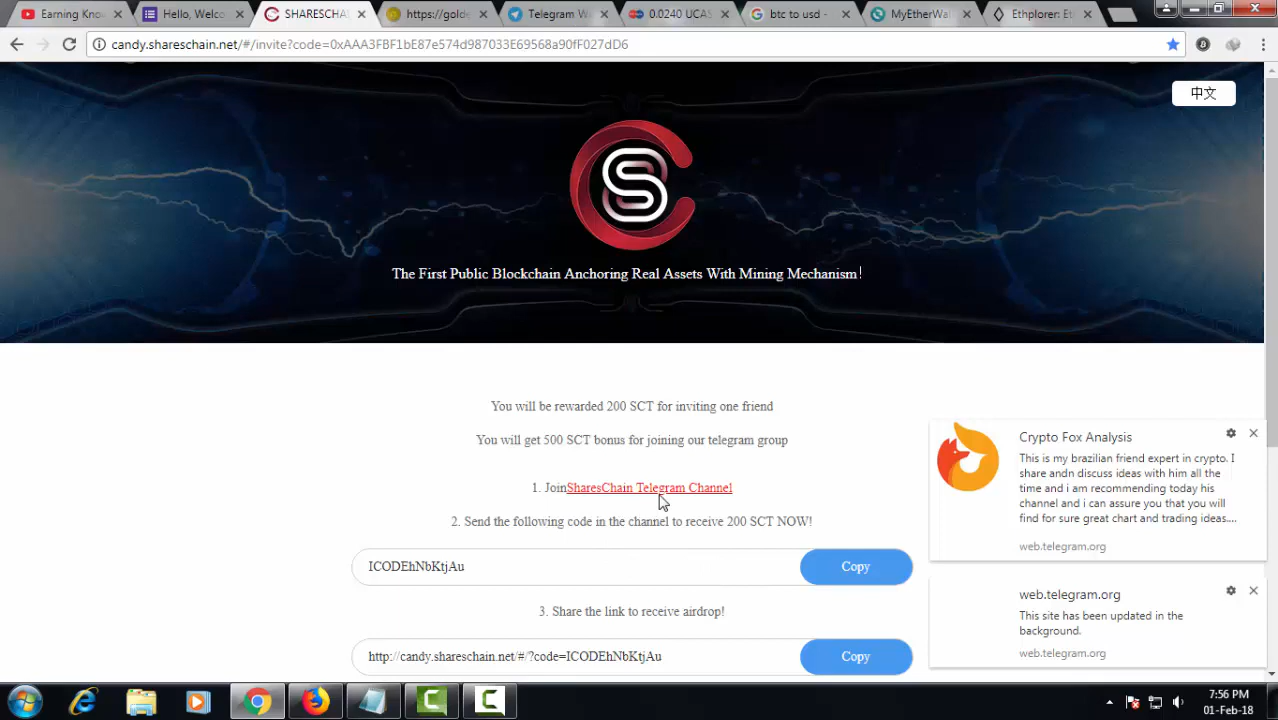 Earning Kno
Hello, Welco
SHARESCHA
https://golo
Telegram W
0.0240 UCAS
btc to usd -
MyEtherWal
Ethplorer: Et
candy.shareschain.net/#/invite?code=0xAAA3FBF1bE87e574d987033E69568a90fF027dD6
中文
The First Public Blockchain Anchoring Real Assets With Mining Mechanism!
You will be rewarded 200 SCT for inviting one friend
You will get 500 SCT bonus for joining our telegram group
1. JoinSharesChain Telegram Channel
2. Send the following code in the channel to receive 200 SCT NOW!
ICODEhNbKtjAu
Copy
3. Share the link to receive airdrop!
http://candy.shareschain.net/#/?code=ICODEhNbKtjAu
Copy
Crypto Fox Analysis
This is my brazilian friend expert in crypto. I
share andn discuss ideas with him all the
time and i am recommending today his
channel and i can assure you that you will
find for sure great chart and trading ideas....
web.telegram.org
web.telegram.org
This site has been updated in the
background.
web.telegram.org
7:56 PM
01-Feb-18